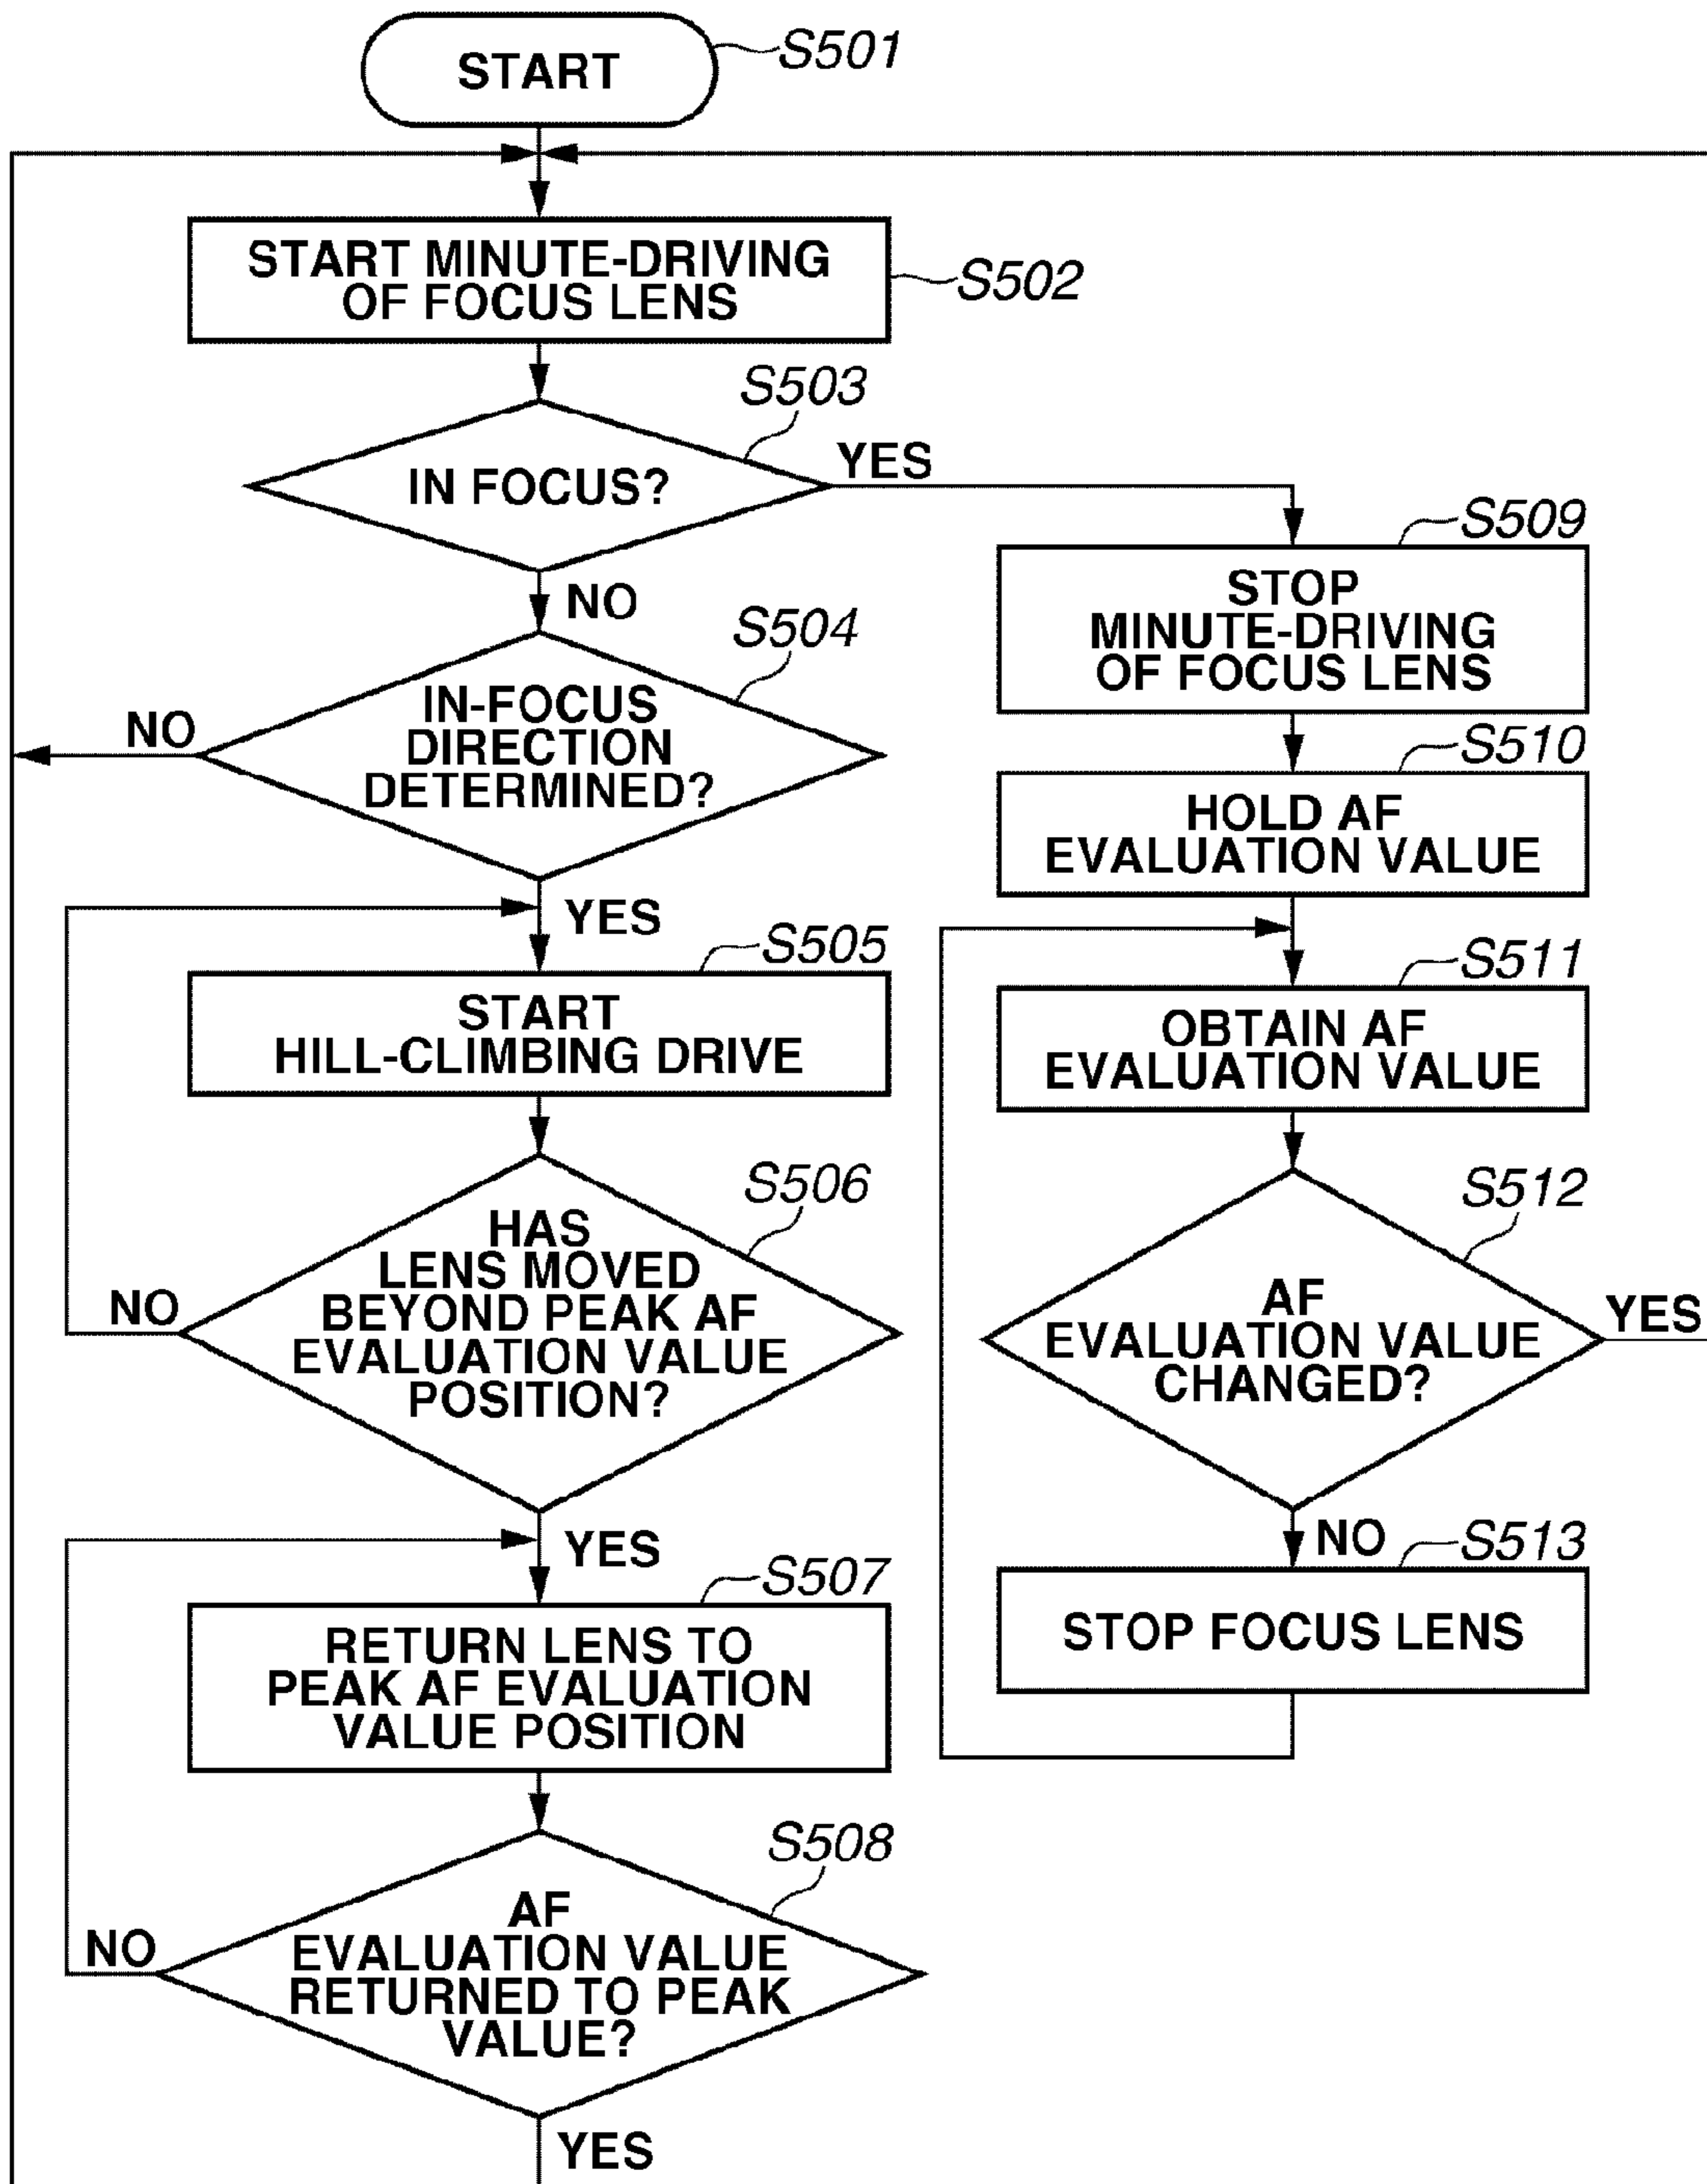 START
S501
START MINUTE-DRIVING
OF FOCUS LENS
S502
S503
IN FOCUS?
YES
NO
S504
IN-FOCUS
DIRECTION
DETERMINED?
NO
YES
S505
START
HILL-CLIMBING DRIVE
S506
HAS
LENS MOVED
BEYOND PEAK AF
EVALUATION VALUE
POSITION?
NO
YES
S507
RETURN LENS TO
PEAK AF EVALUATION
VALUE POSITION
S508
AF
EVALUATION VALUE
RETURNED TO PEAK
VALUE?
NO
YES
S509
STOP
MINUTE-DRIVING
OF FOCUS LENS
S510
HOLD AF
EVALUATION VALUE
S511
OBTAIN AF
EVALUATION VALUE
S512
AF
EVALUATION VALUE
CHANGED?
YES
NO
S513
STOP FOCUS LENS